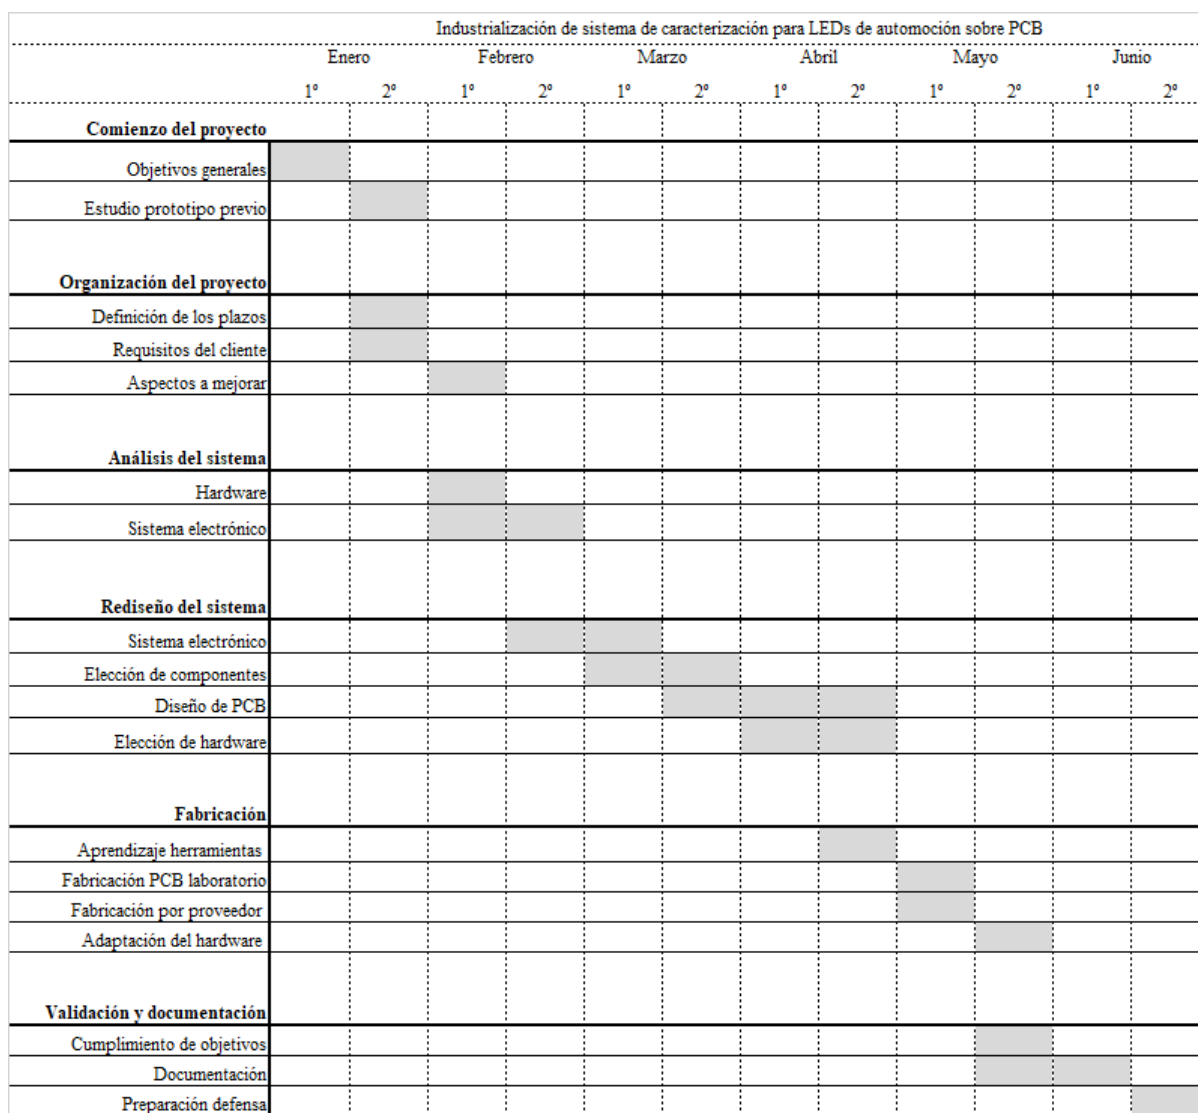 Industrialización de sistema de caracterización para LEDs de automoción sobre PCB
Enero Febrero Marzo Abril Mayo Junio
1º 2º 1º 2º 1º 2º 1º 2º 1º 2º 1º 2º
Comienzo del proyecto
Objetivos generales
Estudio prototipo previo
Organización del proyecto
Definición de los plazos
Requisitos del cliente
Aspectos a mejorar
Análisis del sistema
Hardware
Sistema electrónico
Rediseño del sistema
Sistema electrónico
Elección de componentes
Diseño de PCB
Elección de hardware
Fabricación
Aprendizaje herramientas
Fabricación PCB laboratorio
Fabricación por proveedor
Adaptación del hardware
Validación y documentación
Cumplimiento de objetivos
Documentación
Preparación defensa